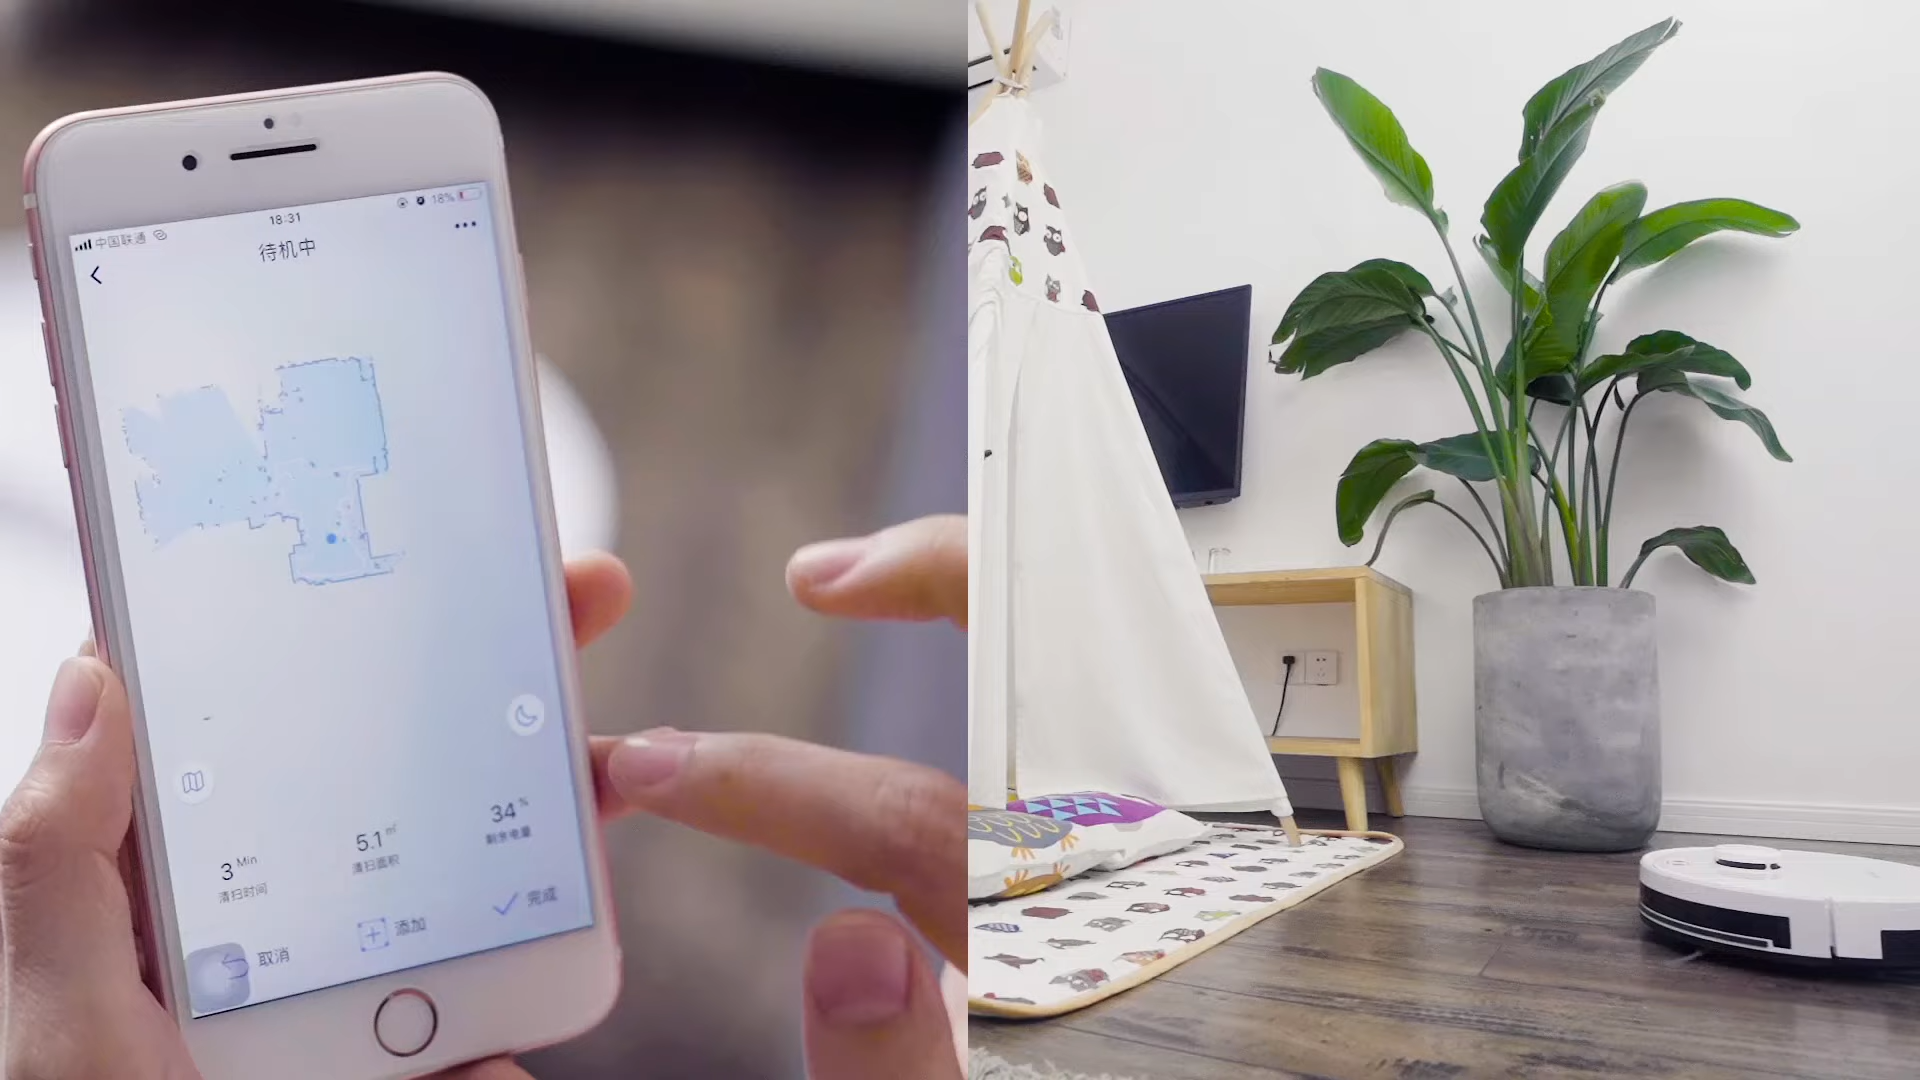 中国联通
18:31
18%
待机中
3 Min
清扫时间
5.1 m²
清扫面积
34 %
剩余电量
取消
添加
完成